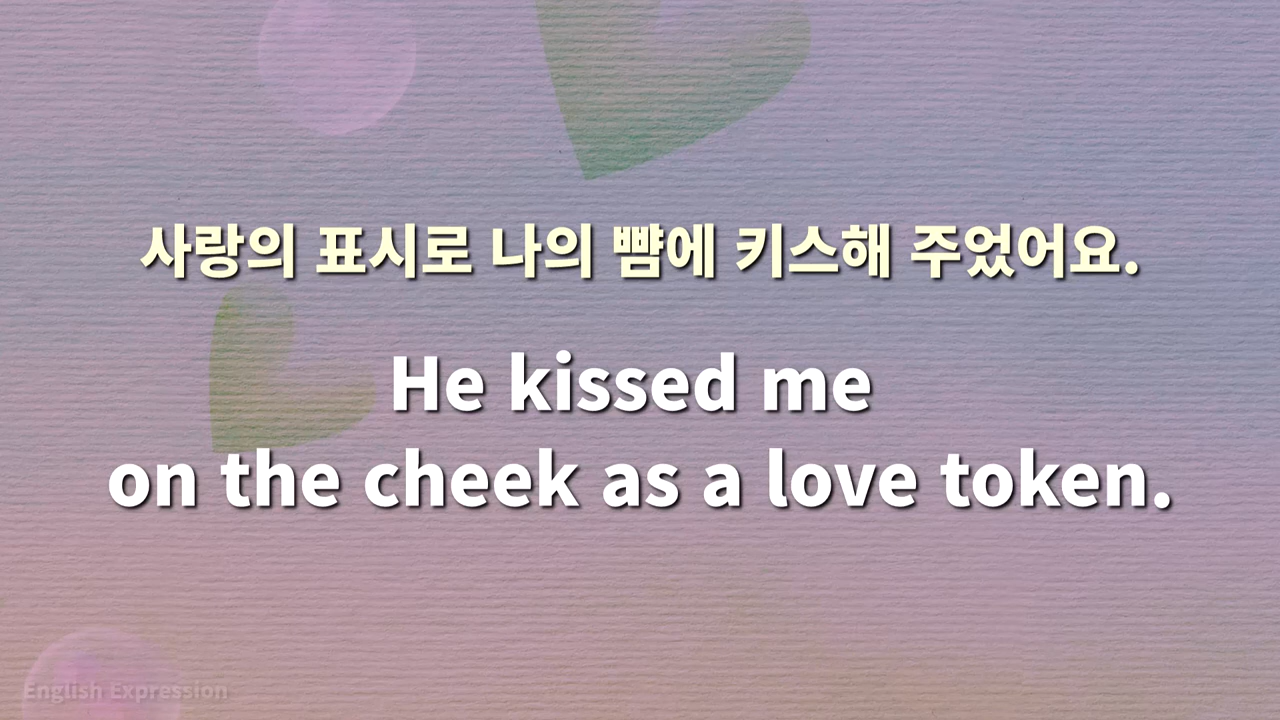 사랑의 표시로 나의 뺨에 키스해 주었어요.
He kissed me
on the cheek as a love token.
English Expression